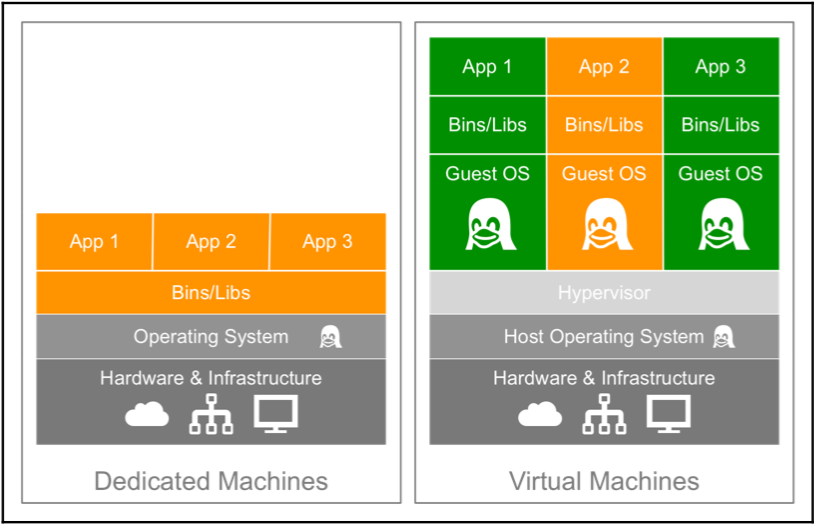 App 1
App 2
App 3
Bins/Libs
Operating System
Hardware & Infrastructure
Dedicated Machines
App 1
App 2
App 3
Bins/Libs
Bins/Libs
Bins/Libs
Guest OS
Guest OS
Guest OS
Hypervisor
Host Operating System
Hardware & Infrastructure
Virtual Machines